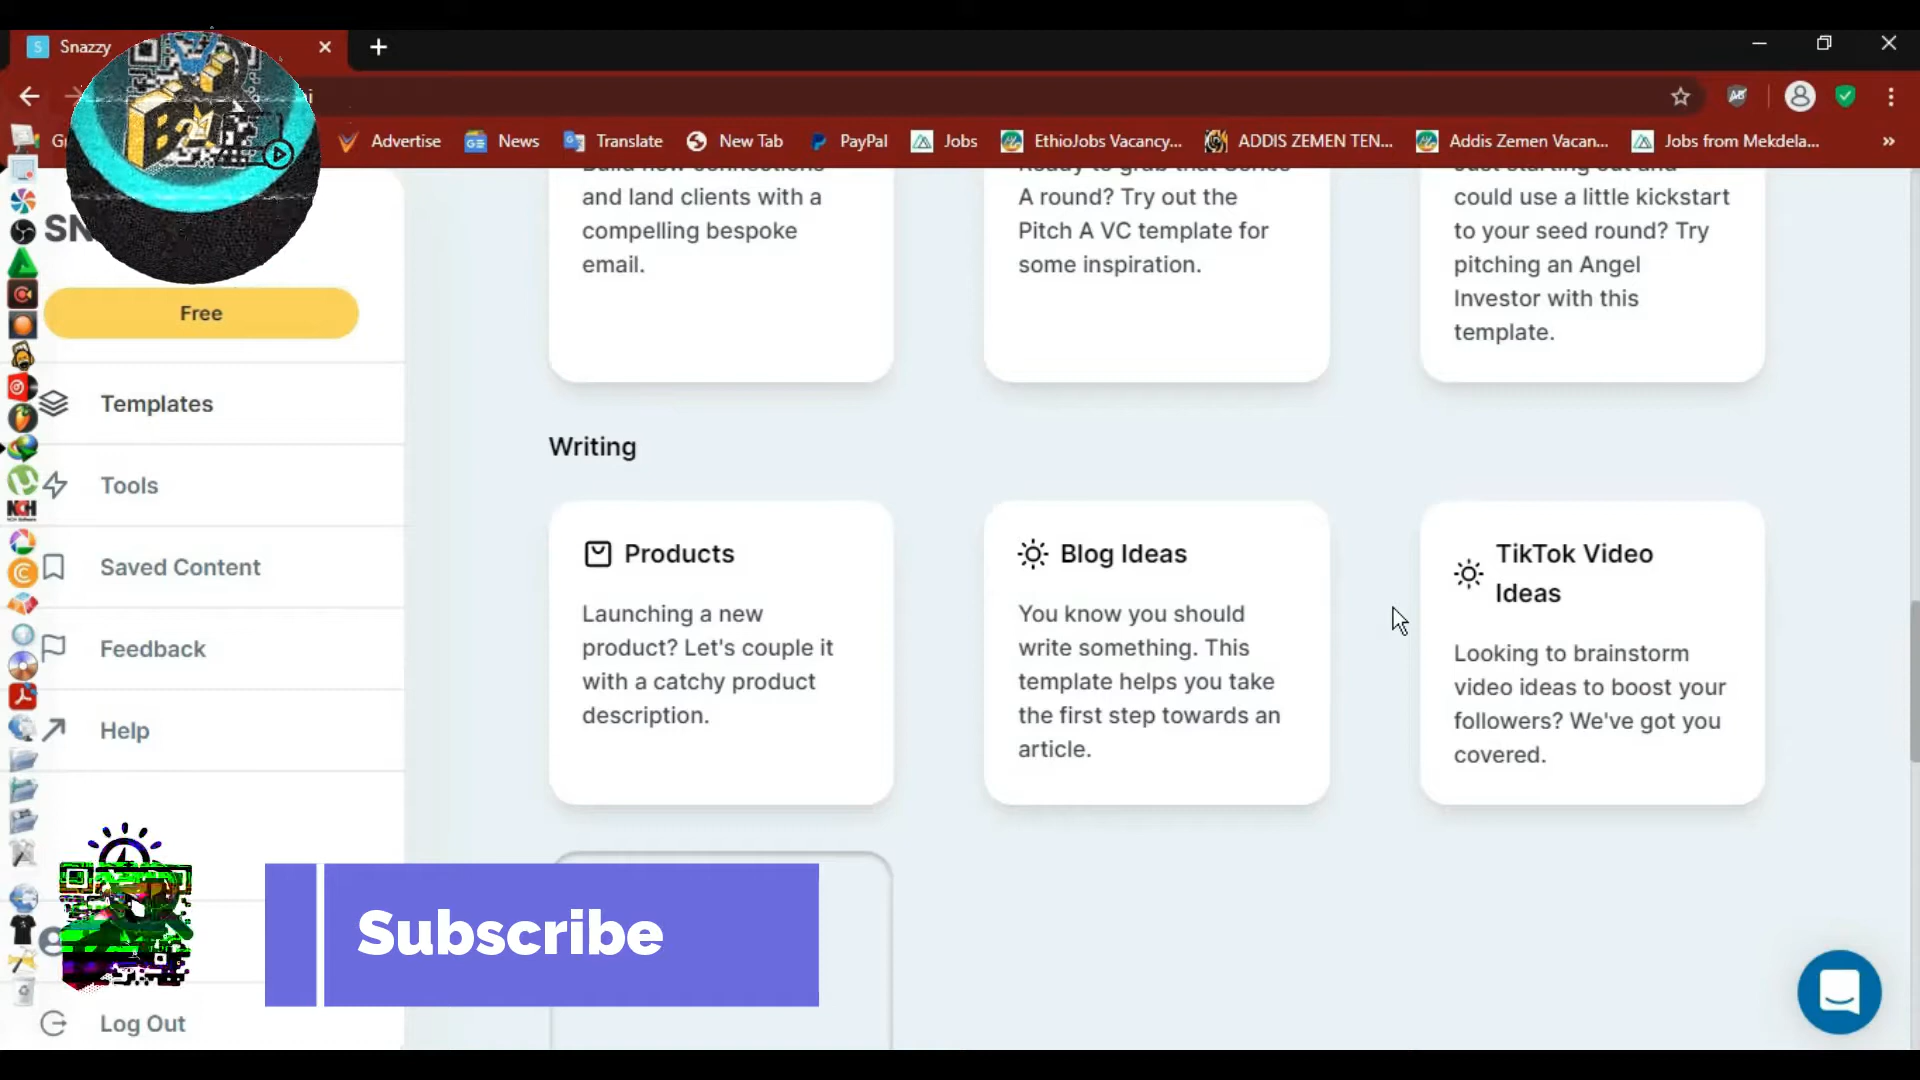 Snazzy
Advertise
News
Translate
New Tab
PayPal
Jobs
EthioJobs Vacancy...
ADDIS ZEMEN TEN...
Addis Zemen Vacan...
Jobs from Mekdela...
SN
Free
Templates
Tools
Saved Content
Feedback
Help
Log Out
and land clients with a
compelling bespoke
email.
A round? Try out the
Pitch A VC template for
some inspiration.
could use a little kickstart
to your seed round? Try
pitching an Angel
Investor with this
template.
Writing
Products
Launching a new
product? Let's couple it
with a catchy product
description.
Blog Ideas
You know you should
write something. This
template helps you take
the first step towards an
article.
TikTok Video
Ideas
Looking to brainstorm
video ideas to boost your
followers? We've got you
covered.
Subscribe